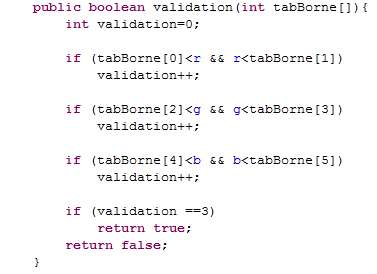 public boolean validation(int tabBorne[]){
    int validation=0;

    if (tabBorne[0]<r && r<tabBorne[1])
        validation++;

    if (tabBorne[2]<g && g<tabBorne[3])
        validation++;

    if (tabBorne[4]<b && b<tabBorne[5])
        validation++;

    if (validation ==3)
        return true;
    return false;
}